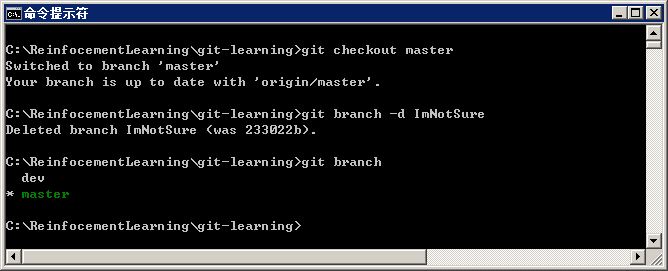 命令提示符
C:\ReinfocementLearning\git-learning>git checkout master
Switched to branch 'master'
Your branch is up to date with 'origin/master'.
C:\ReinfocementLearning\git-learning>git branch -d ImNotSure
Deleted branch ImNotSure (was 233022b).
C:\ReinfocementLearning\git-learning>git branch
dev
* master
C:\ReinfocementLearning\git-learning>